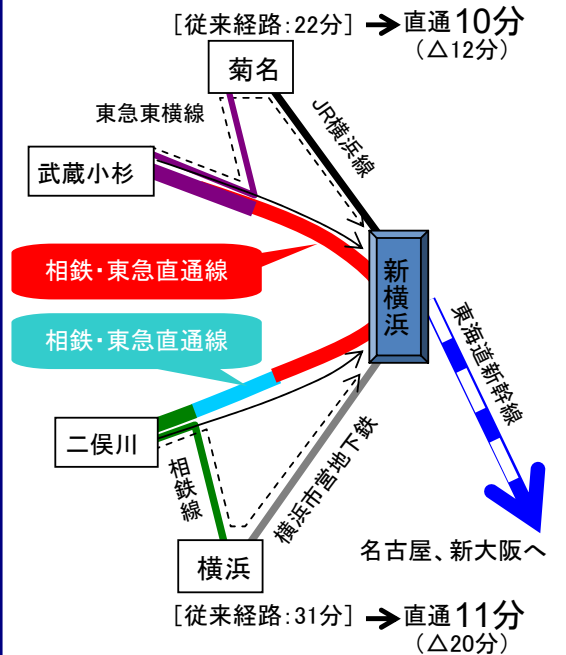 ［従来経路：22分］ → 直通10分
（△12分）
菊名
東急東横線
JR横浜線
武蔵小杉
相鉄・東急直通線
新横浜
相鉄・東急直通線
東海道新幹線
二俣川
相鉄線
横浜市営地下鉄
横浜
名古屋、新大阪へ
［従来経路：31分］ → 直通11分
（△20分）